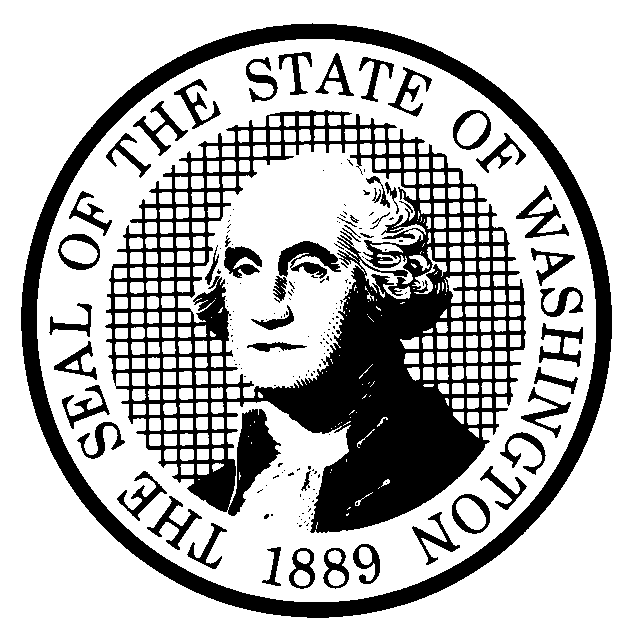 THE SEAL OF THE STATE OF WASHINGTON
1889